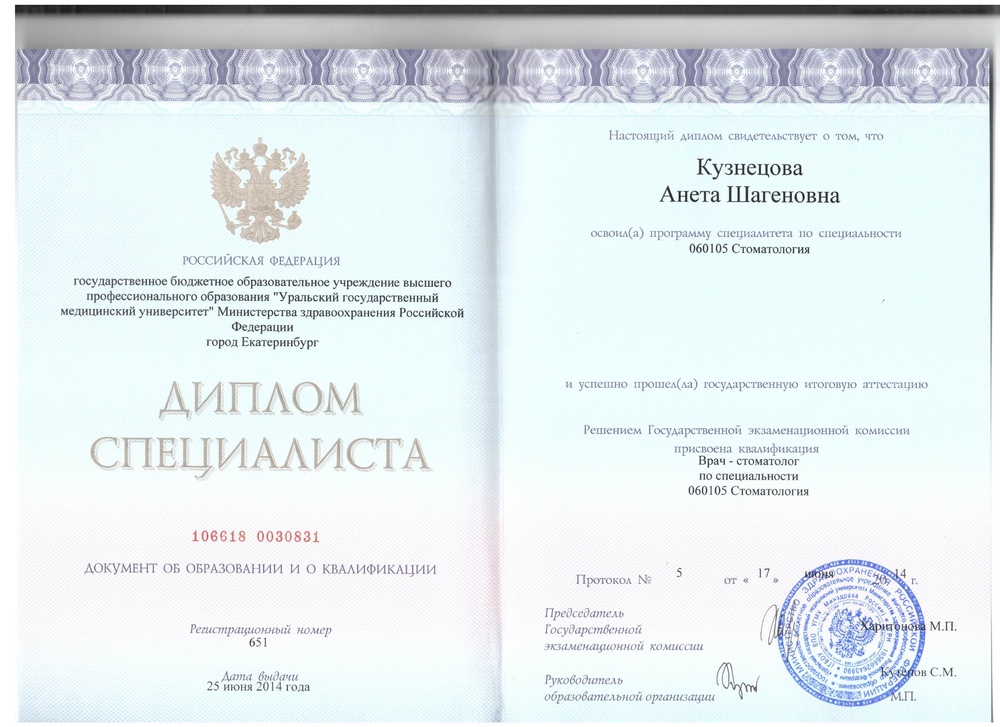 РОССИЙСКАЯ ФЕДЕРАЦИЯ
государственное бюджетное образовательное учреждение высшего
профессионального образования "Уральский государственный
медицинский университет" Министерства здравоохранения Российской
Федерации
город Екатеринбург
ДИПЛОМ
СПЕЦИАЛИСТА
106618 0030831
ДОКУМЕНТ ОБ ОБРАЗОВАНИИ И О КВАЛИФИКАЦИИ
Регистрационный номер
651
Дата выдачи
25 июня 2014 года
Настоящий диплом свидетельствует о том, что
Кузнецова
Анета Шагеновна
освоил(а) программу специалитета по специальности
060105 Стоматология
и успешно прошел(ла) государственную итоговую аттестацию
Решением Государственной экзаменационной комиссии
присвоена квалификация
Врач - стоматолог
по специальности
060105 Стоматология
Протокол № 5 от « 17 » июня 20 14 г.
Председатель
Государственной
экзаменационной комиссии
Харитонова М.П.
Руководитель
образовательной организации
Кутепов С.М.
М.П.